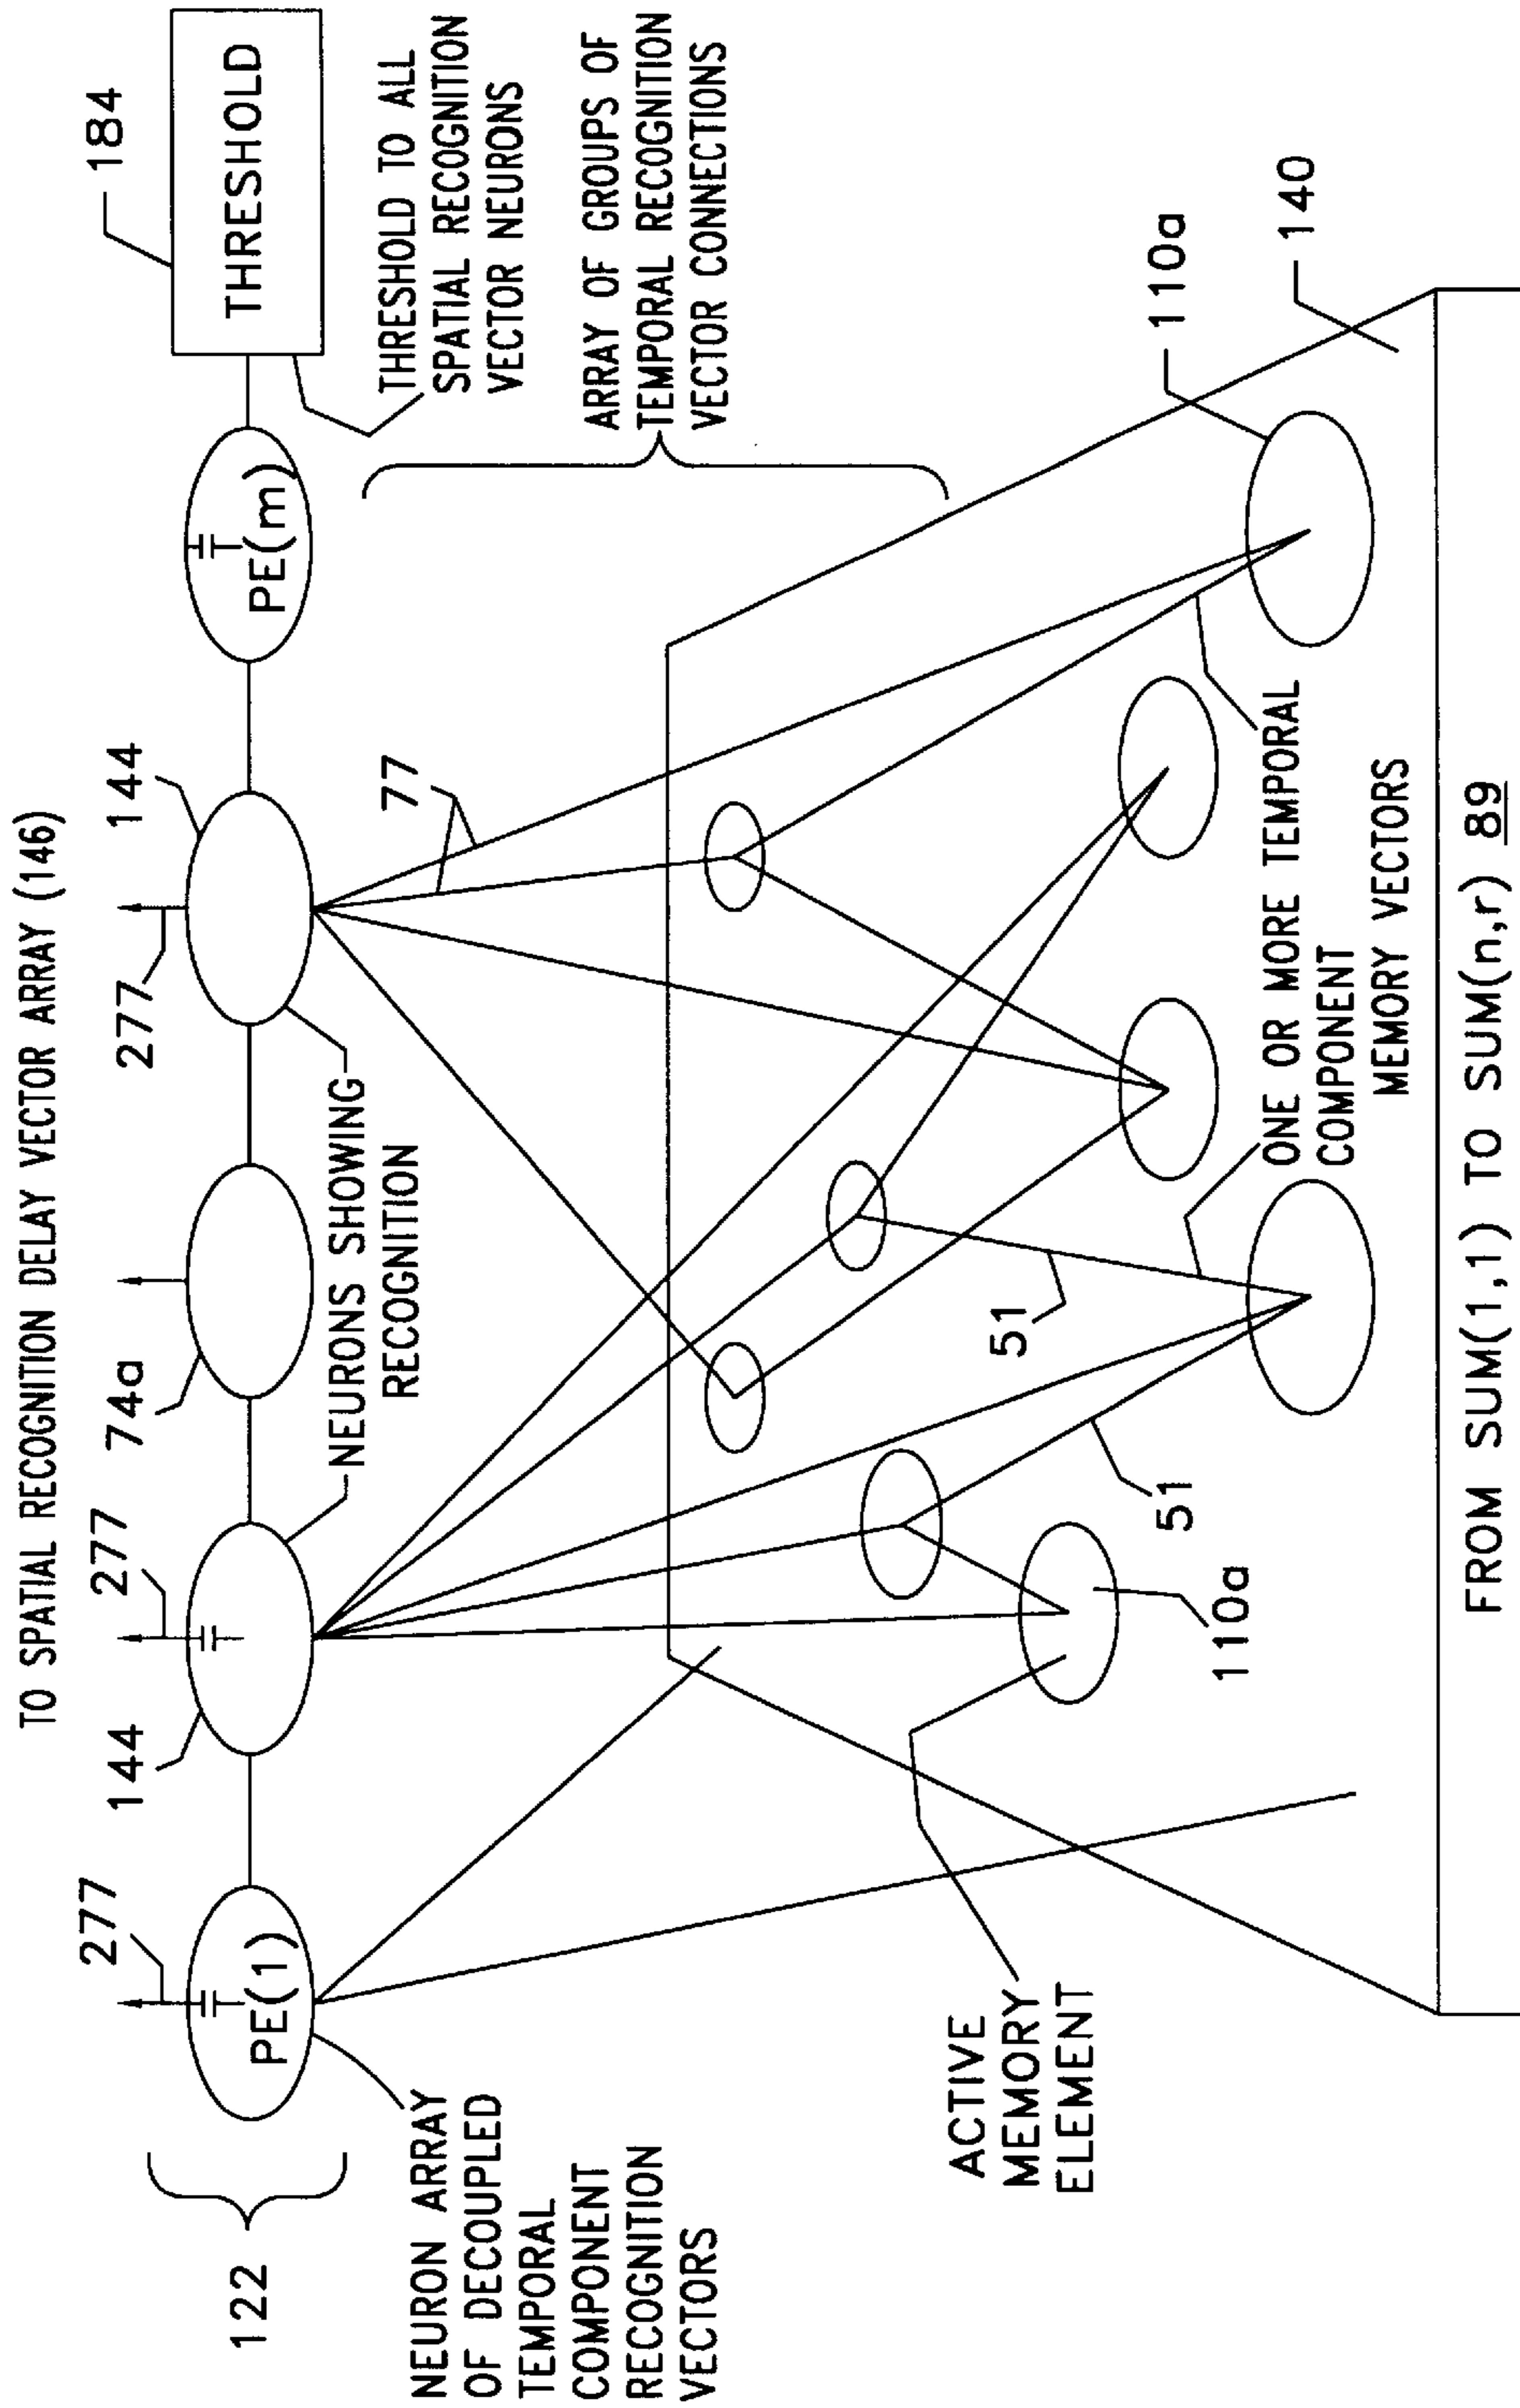 TO SPATIAL RECOGNITION DELAY VECTOR ARRAY (146)
277
144
277
74a
277
144
184
122
PE(1)
PE(m)
THRESHOLD
NEURON ARRAY
OF DECOUPLED
TEMPORAL
COMPONENT
RECOGNITION
VECTORS
NEURONS SHOWING
RECOGNITION
77
THRESHOLD TO ALL
SPATIAL RECOGNITION
VECTOR NEURONS
ARRAY OF GROUPS OF
TEMPORAL RECOGNITION
VECTOR CONNECTIONS
ACTIVE
MEMORY
ELEMENT
110a
51
51
ONE OR MORE TEMPORAL
COMPONENT
MEMORY VECTORS
110a
140
FROM SUM(1,1) TO SUM(n,r) 89